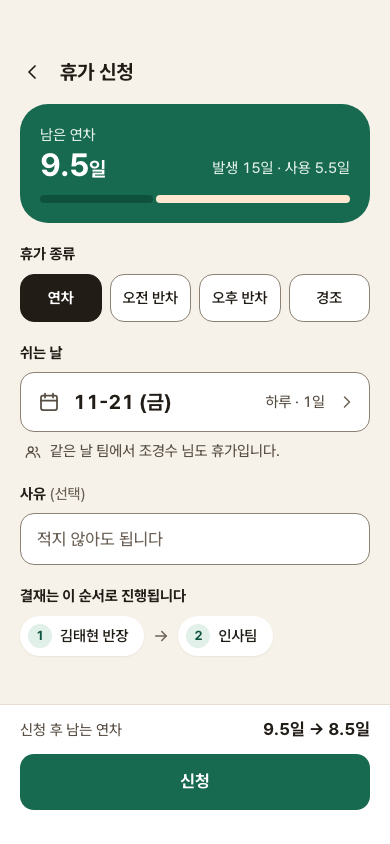 휴가 신청
남은 연차
9.5일
발생 15일 · 사용 5.5일
휴가 종류
연차
오전 반차
오후 반차
경조
쉬는 날
11-21 (금)
하루 · 1일
같은 날 팀에서 조경수 님도 휴가입니다.
사유 (선택)
적지 않아도 됩니다
결재는 이 순서로 진행됩니다
1 김태현 반장 → 2 인사팀
신청 후 남는 연차
9.5일 → 8.5일
신청